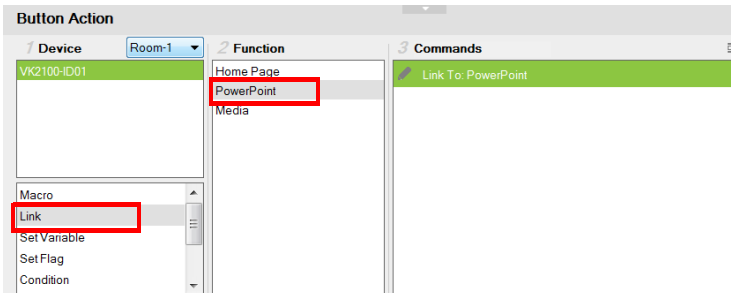 Button Action
1 Device Room-1 2 Function 3 Commands
VK2100-ID01
Home Page
PowerPoint
Media
Link To: PowerPoint
Macro
Link
Set Variable
Set Flag
Condition